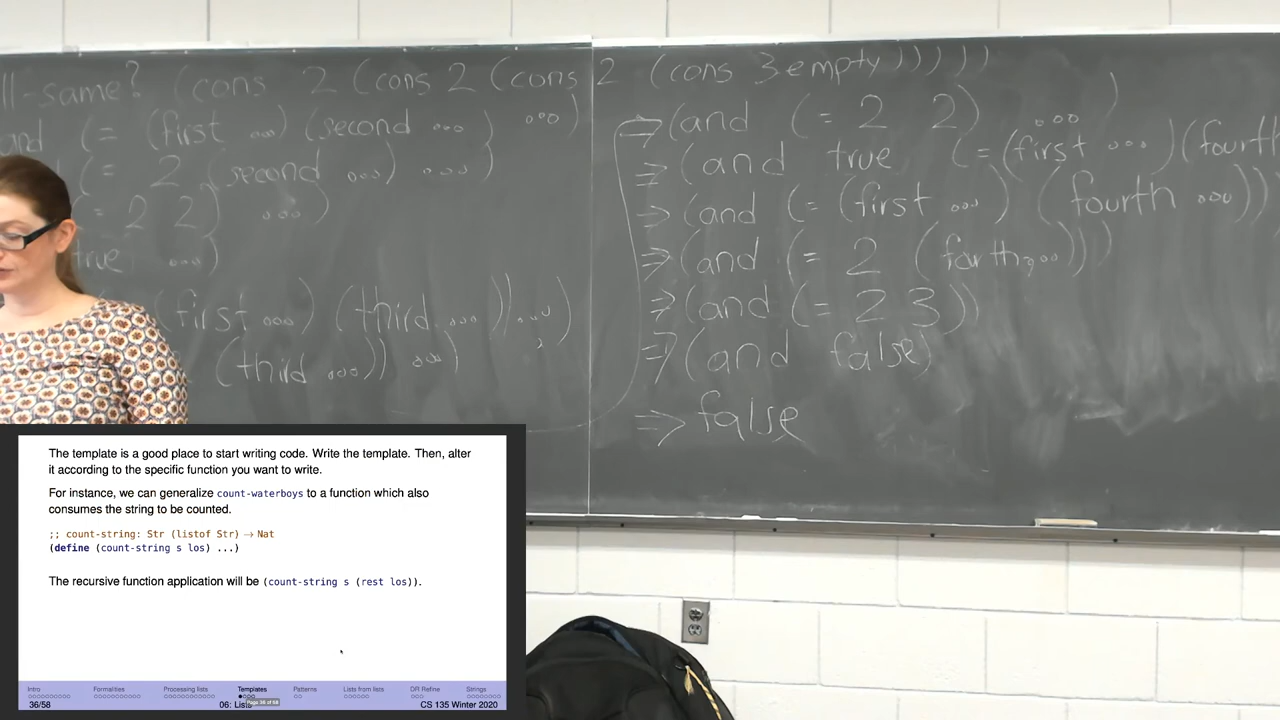 ll-same? (cons 2 (cons 2 (cons 2 (cons 3 empty)))))
and (= (first ...) (second ...) ...)
(= 2 (second ...) ...)
(= 2 2) ...)
true ...)
(first ...) (third ...)) ...)
(third ...)) ...)
⇒ (and (= 2 2) ... )
⇒ (and true (= (first ...) (fourth
⇒ (and (= (first ...) (fourth ...)))
⇒ (and (= 2 (forth ...)))
⇒ (and (= 2 3))
⇒ (and false)
⇒ false
The template is a good place to start writing code. Write the template. Then, alter
it according to the specific function you want to write.
For instance, we can generalize count-waterboys to a function which also
consumes the string to be counted.
;; count-string: Str (listof Str) → Nat
(define (count-string s los) ...)
The recursive function application will be (count-string s (rest los)).
Intro Formalities Processing lists Templates Patterns Lists from lists DR Refine Strings
36/58 06: Lists Page 36 of 58 CS 135 Winter 2020